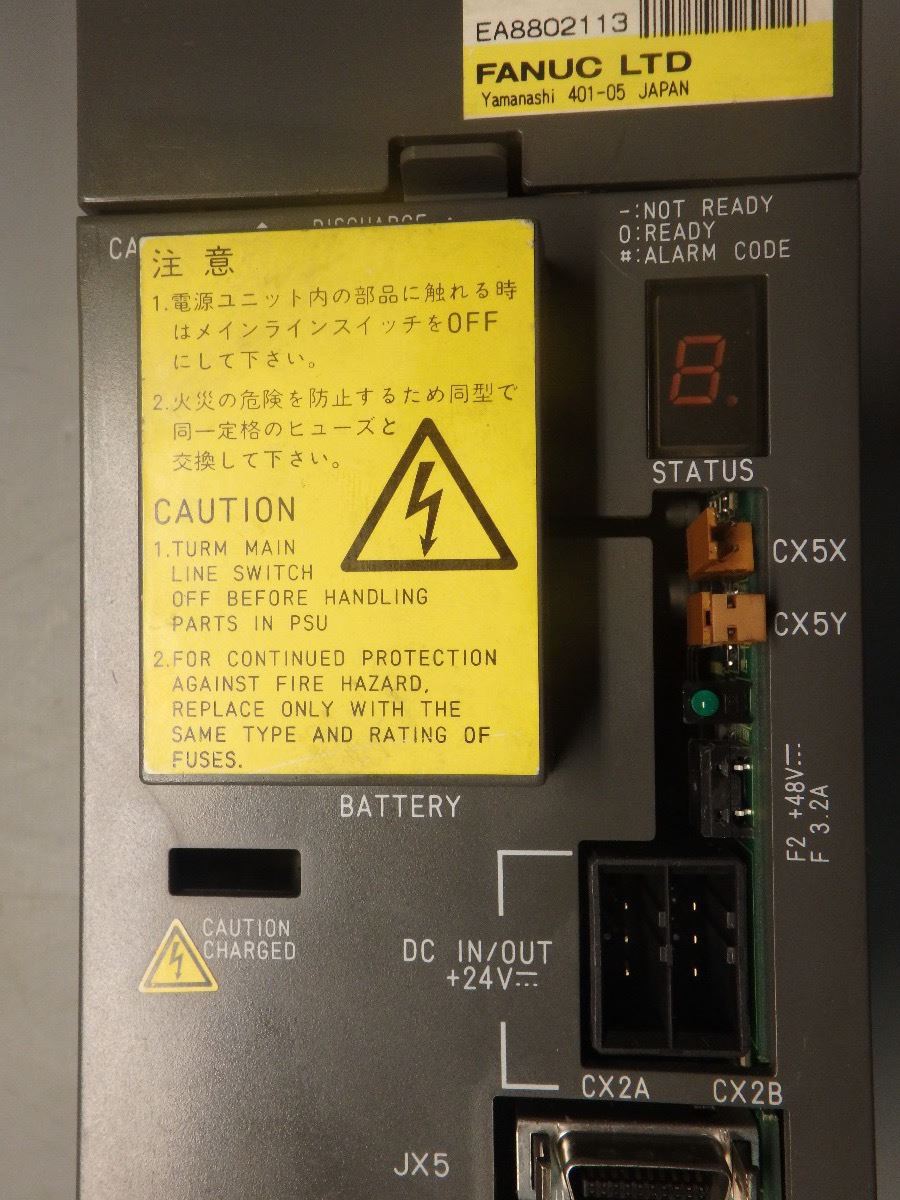 EA8802113
FANUC LTD
Yamanashi 401-05 JAPAN
-:NOT READY
0:READY
#:ALARM CODE
8.
STATUS
注意
1.電源ユニット内の部品に触れる時
はメインラインスイッチをOFF
にして下さい。
2.火災の危険を防止するため同型で
同一定格のヒューズと
交換して下さい。
CAUTION
1.TURM MAIN
LINE SWITCH
OFF BEFORE HANDLING
PARTS IN PSU
2.FOR CONTINUED PROTECTION
AGAINST FIRE HAZARD,
REPLACE ONLY WITH THE
SAME TYPE AND RATING OF
FUSES.
CX5X
CX5Y
F2 +48V⎓
F 3.2A
BATTERY
CAUTION
CHARGED
DC IN/OUT
+24V⎓
CX2A CX2B
JX5